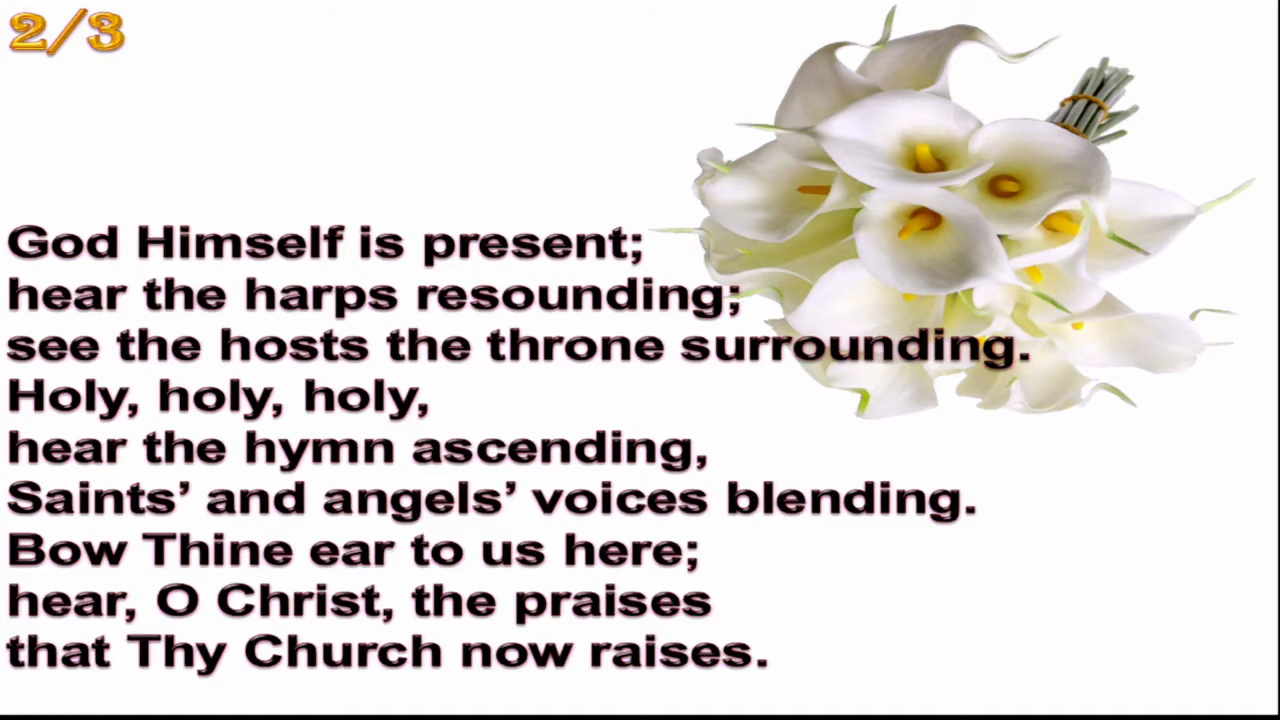 2/3
God Himself is present;
hear the harps resounding;
see the hosts the throne surrounding.
Holy, holy, holy,
hear the hymn ascending,
Saints’ and angels’ voices blending.
Bow Thine ear to us here;
hear, O Christ, the praises
that Thy Church now raises.